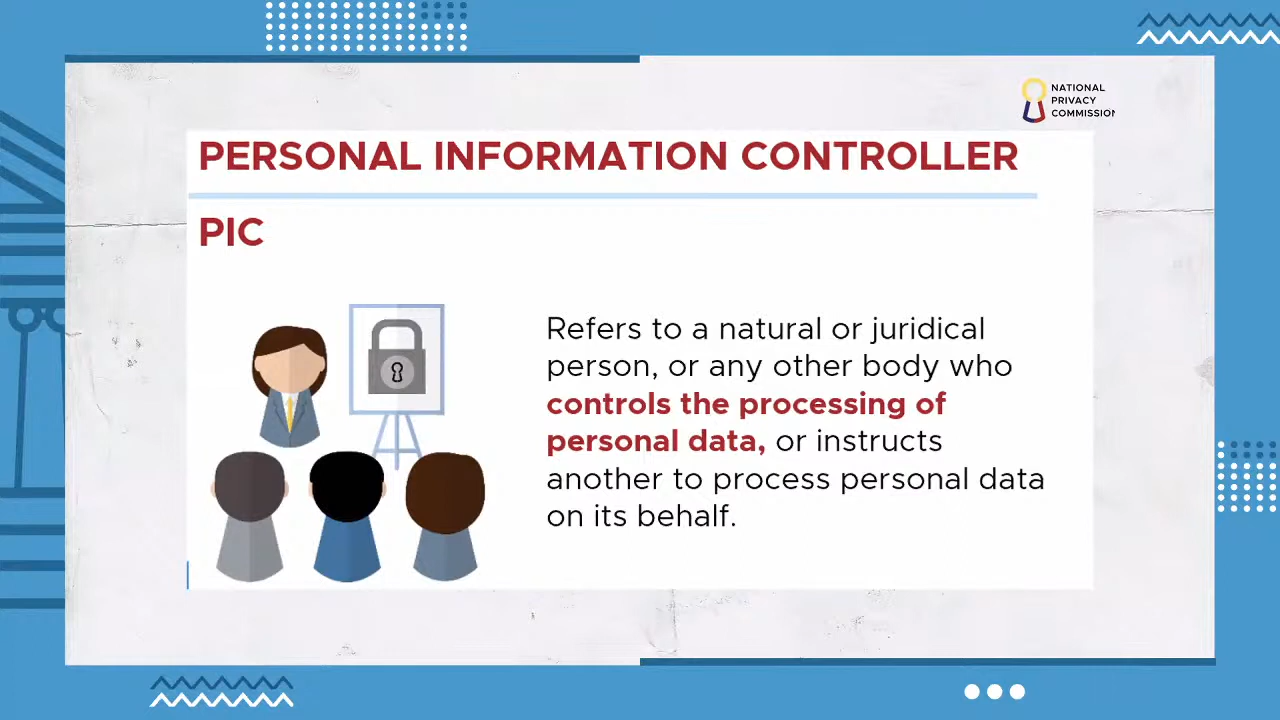 NATIONAL
PRIVACY
COMMISSION
PERSONAL INFORMATION CONTROLLER
PIC
Refers to a natural or juridical
person, or any other body who
controls the processing of
personal data, or instructs
another to process personal data
on its behalf.